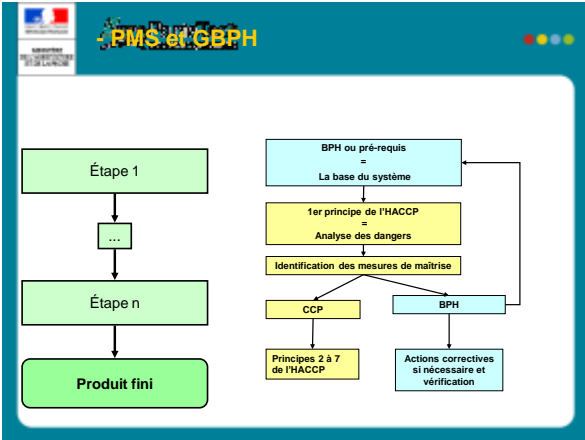 - PMS et GBPH
Étape 1
...
Étape n
Produit fini
BPH ou pré-requis
=
La base du système
1er principe de l'HACCP
=
Analyse des dangers
Identification des mesures de maîtrise
CCP
BPH
Principes 2 à 7
de l'HACCP
Actions correctives
si nécessaire et
vérification